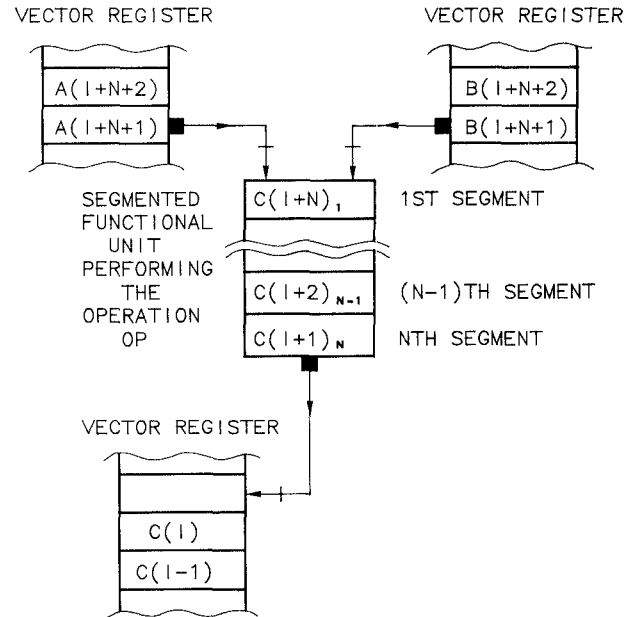 VECTOR REGISTER
VECTOR REGISTER
A(I+N+2)
A(I+N+1)
B(I+N+2)
B(I+N+1)
SEGMENTED
FUNCTIONAL
UNIT
PERFORMING
THE
OPERATION
OP
C(I+N)₁
1ST SEGMENT
C(I+2)N-1
(N-1)TH SEGMENT
C(I+1)N
NTH SEGMENT
VECTOR REGISTER
C(I)
C(I-1)